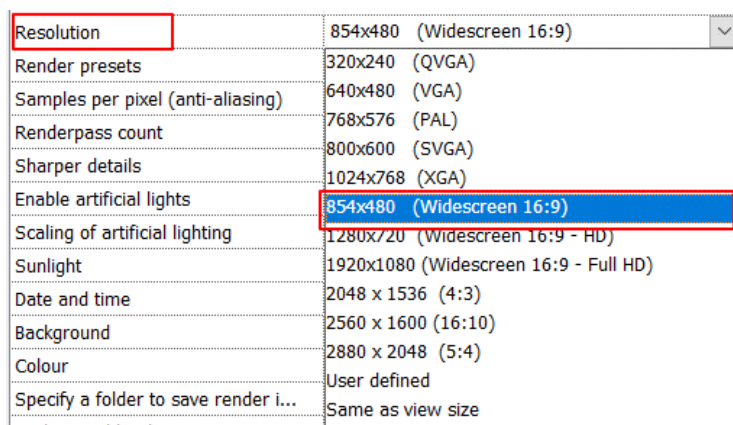 Resolution
854x480 (Widescreen 16:9)
Render presets
320x240 (QVGA)
Samples per pixel (anti-aliasing)
640x480 (VGA)
Renderpass count
768x576 (PAL)
Sharper details
800x600 (SVGA)
1024x768 (XGA)
Enable artificial lights
854x480 (Widescreen 16:9)
Scaling of artificial lighting
1280x720 (Widescreen 16:9 - HD)
Sunlight
1920x1080 (Widescreen 16:9 - Full HD)
Date and time
2048 x 1536 (4:3)
Background
2560 x 1600 (16:10)
Colour
2880 x 2048 (5:4)
User defined
Specify a folder to save render i...
Same as view size